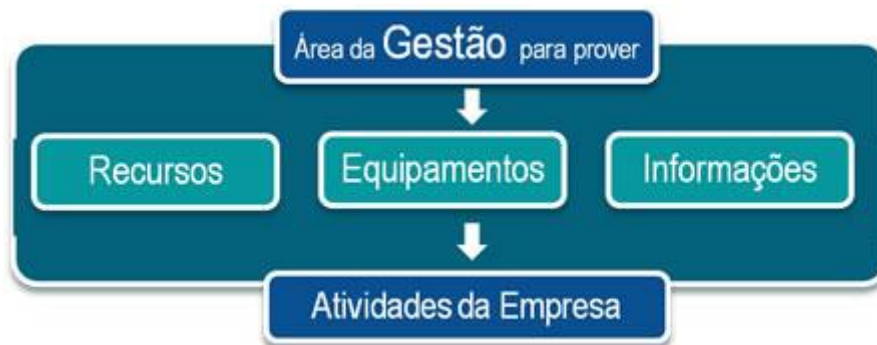 Área da Gestão para prover
Recursos Equipamentos Informações
Atividades da Empresa